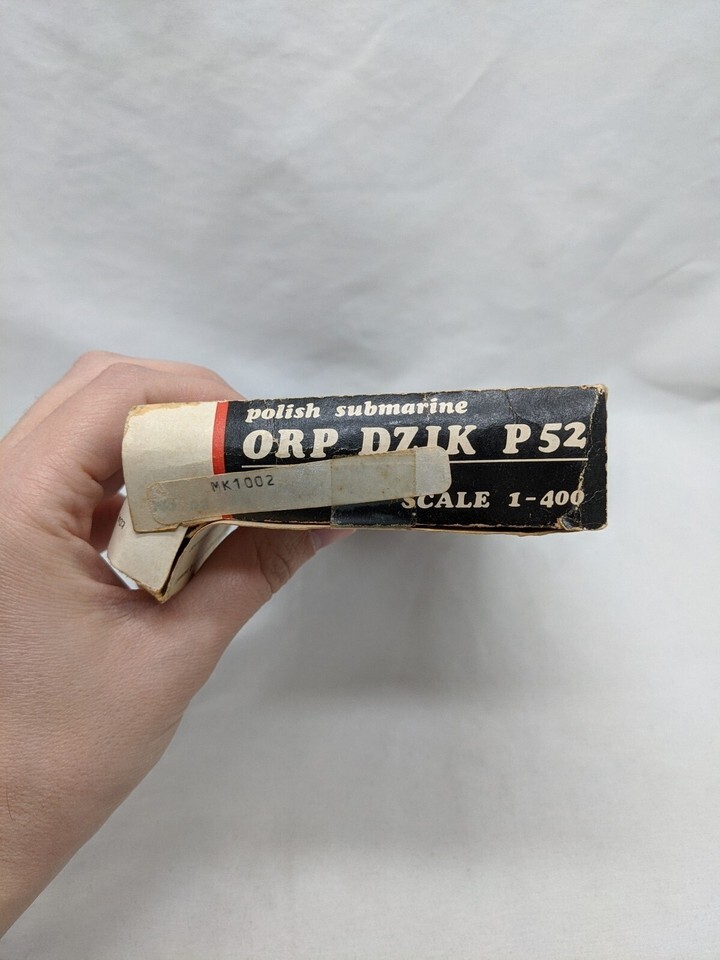 polish submarine
ORP DZIK P52
MK1002
SCALE 1-400